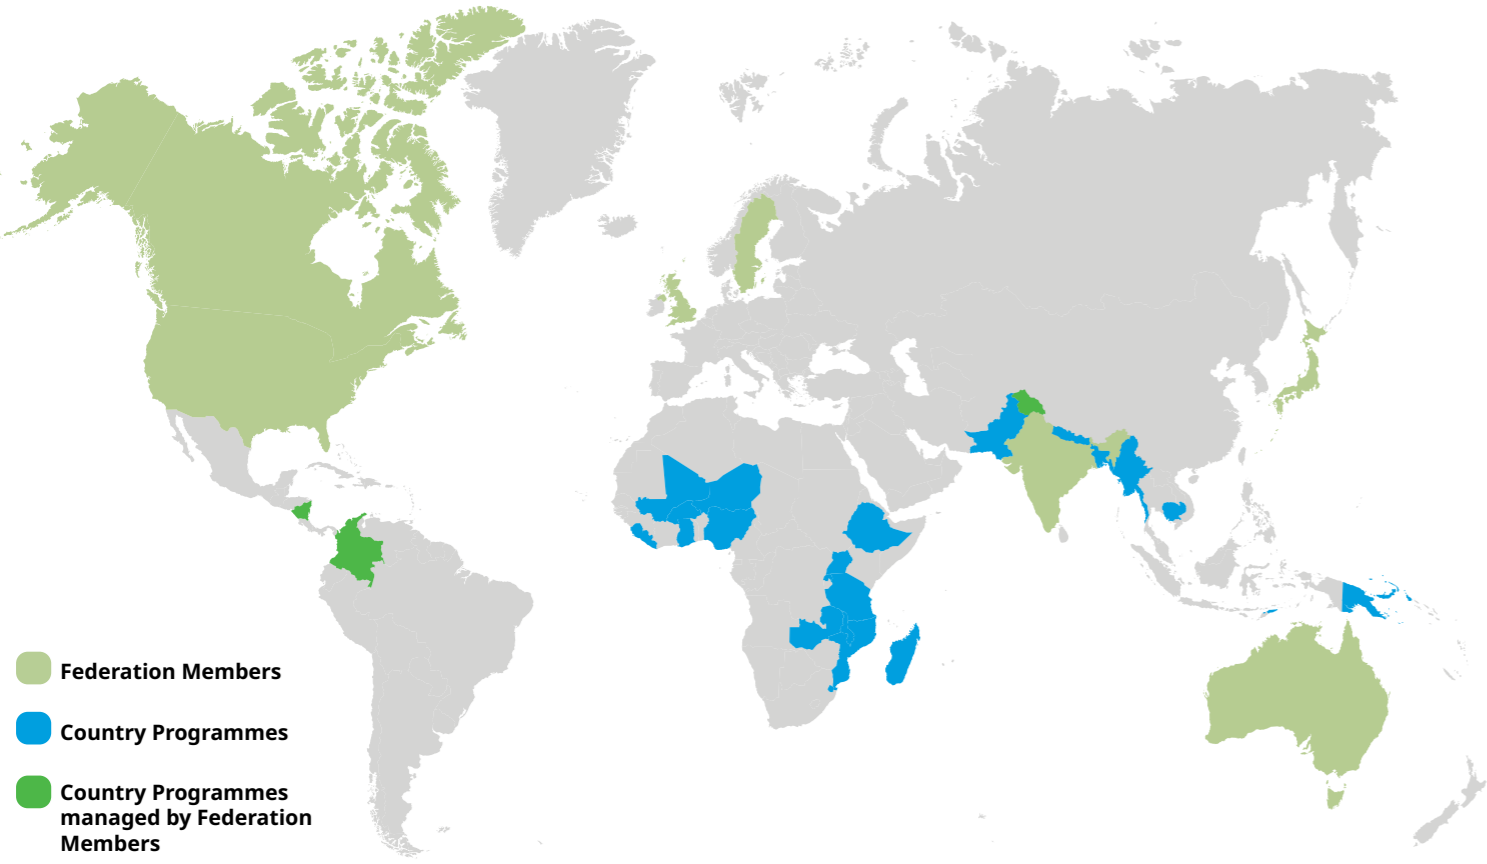 Federation Members
Country Programmes
Country Programmes
managed by Federation
Members